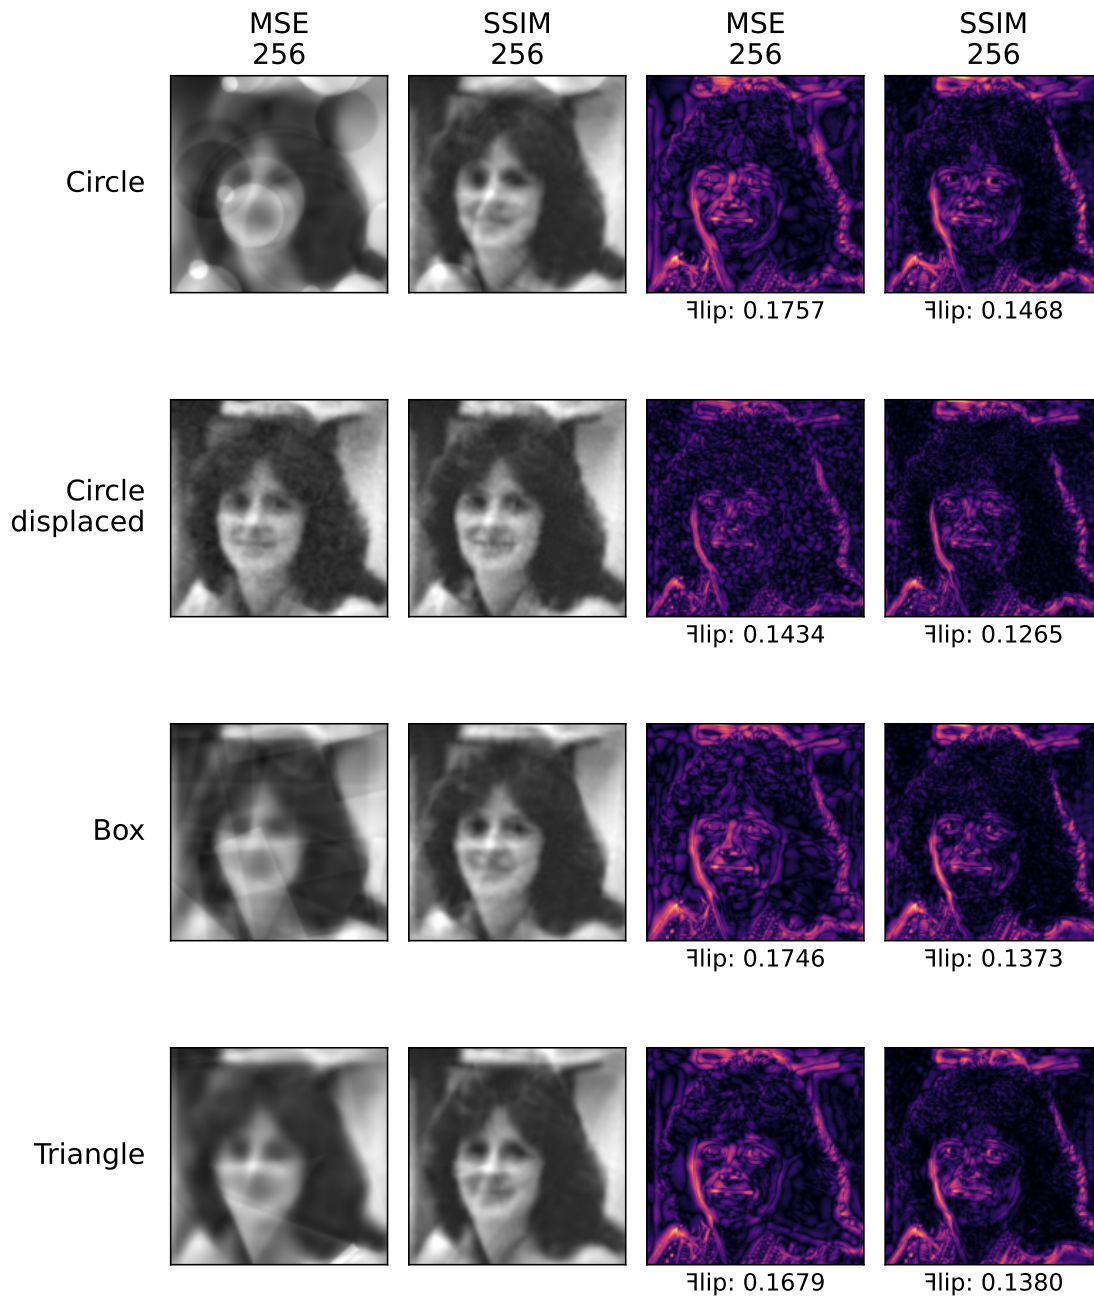 MSE
256
SSIM
256
MSE
256
SSIM
256
Circle
ꟻlip: 0.1757
ꟻlip: 0.1468
Circle
displaced
ꟻlip: 0.1434
ꟻlip: 0.1265
Box
ꟻlip: 0.1746
ꟻlip: 0.1373
Triangle
ꟻlip: 0.1679
ꟻlip: 0.1380